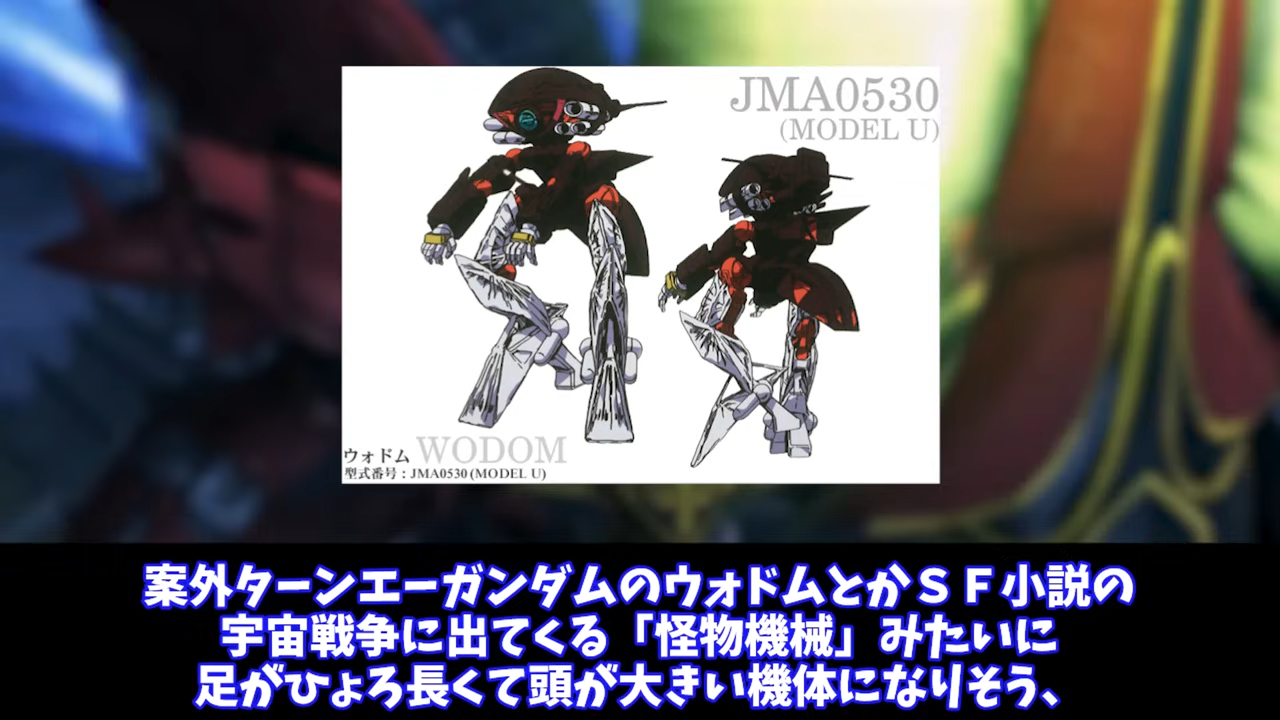 JMA0530
(MODEL U)
ウォドム WODOM
型式番号：JMA0530 (MODEL U)
案外ターンエーガンダムのウォドムとかＳＦ小説の
宇宙戦争に出てくる「怪物機械」みたいに
足がひょろ長くて頭が大きい機体になりそう、